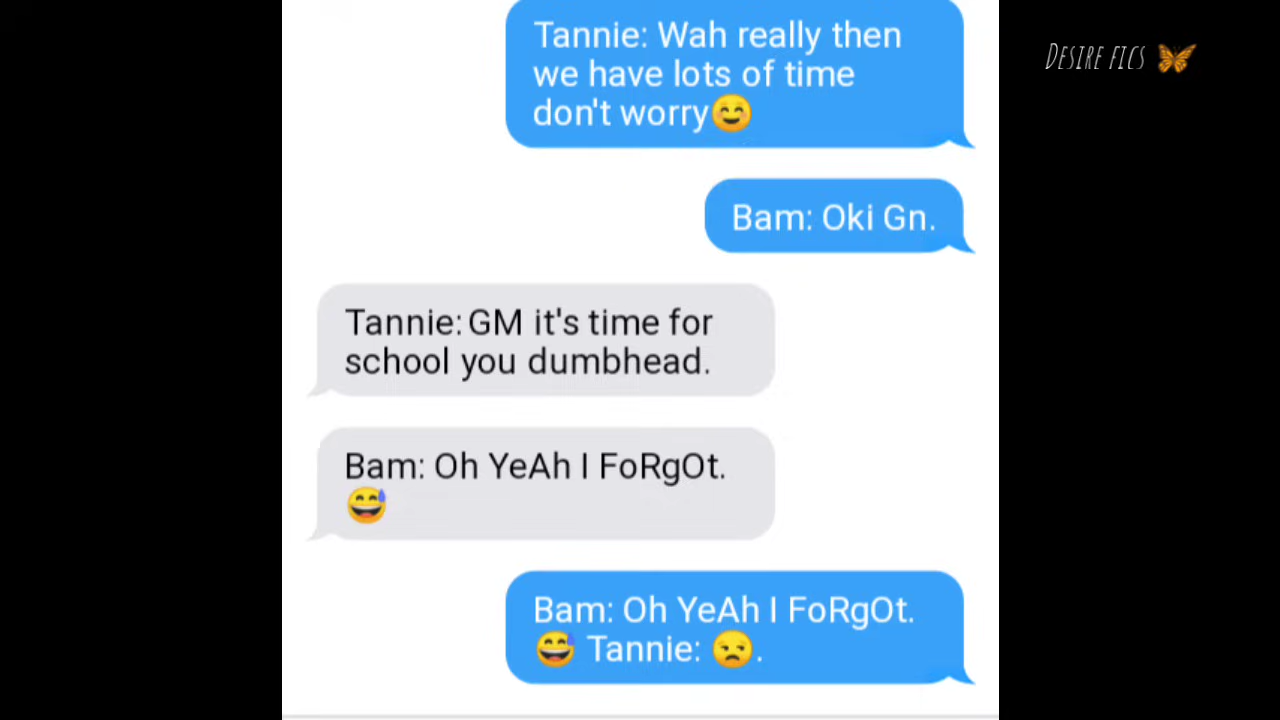 Tannie: Wah really then
we have lots of time
don't worry😊
DESIRE FICS 🦋
Bam: Oki Gn.
Tannie: GM it's time for
school you dumbhead.
Bam: Oh YeAh I FoRgOt.
😅
Bam: Oh YeAh I FoRgOt.
😅 Tannie: 😒.